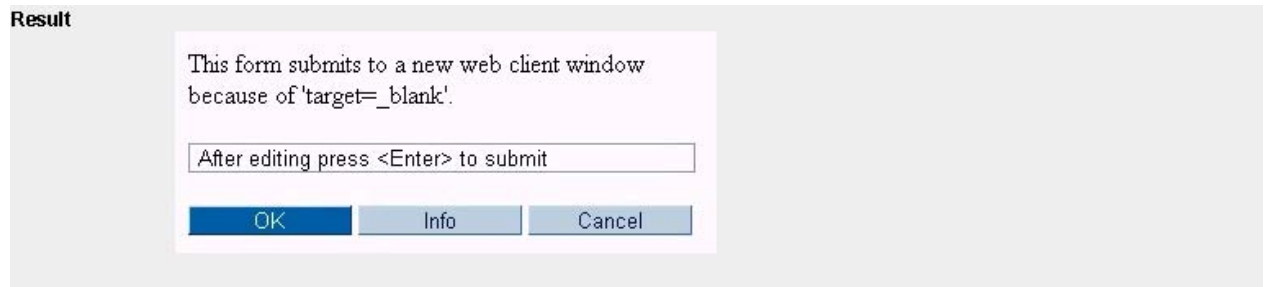 Result
This form submits to a new web client window
because of 'target=_blank'.
After editing press <Enter> to submit
OK Info Cancel